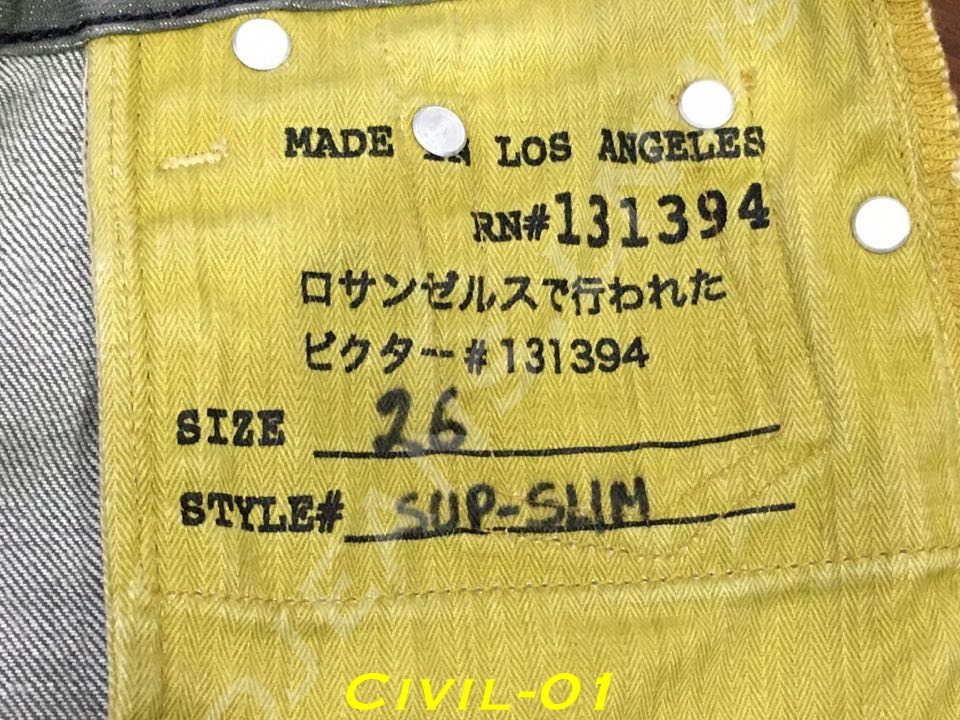 MADE IN LOS ANGELES
RN#131394
ロサンゼルスで行われた
ビクター#131394
SIZE 26
STYLE# SUP-SLIM
CIVIL-01